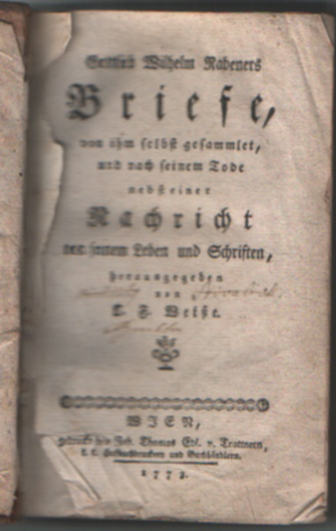 Gottlieb Wilhelm Rabeners
Briefe,
von ihm selbst gesammlet,
und nach seinem Tode
nebst einer
Nachricht
von seinem Leben und Schriften,
herausgegeben
von
C. F. Weiße.
WIEN,
gedruckt bey Joh. Thomas Edl. v. Trattnern,
k. k. Hofbuchdruckern und Buchhändlern.